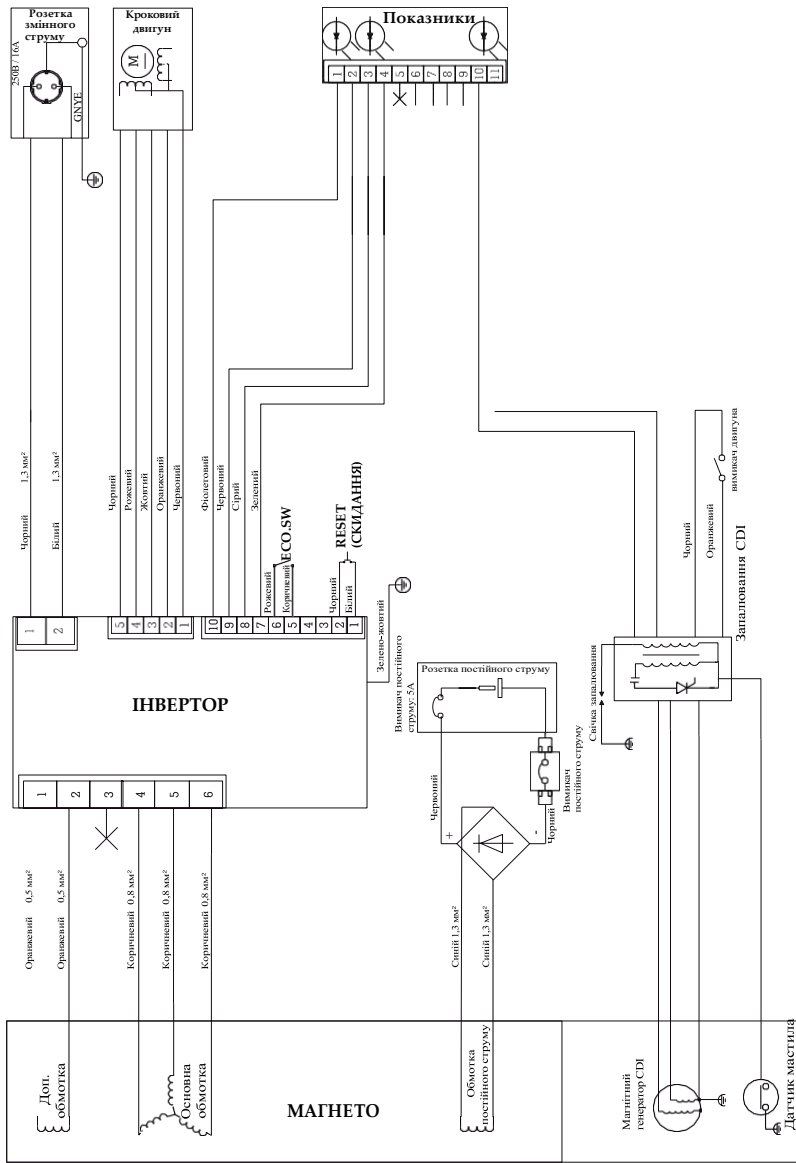 Розетка
змінного
струму
250В / 16А
GNYE
Кроковий
двигун
M
Показники
1 2 3 4 5 6 7 8 9 10 11
Чорний 1,3 мм²
Білий 1,3 мм²
Чорний
Рожевий
Жовтий
Оранжевий
Червоний
Фіолетовий
Червоний
Сірий
Зелений
Рожевий
Коричневий
ECO.SW
Чорний
Білий
RESET
(СКИДАННЯ)
1 2
5 4 3 2 1
10 9 8 7 6 5 4 3 2 1
ІНВЕРТОР
Зелено-жовтий
1 2 3 4 5 6
Оранжевий 0,5 мм²
Оранжевий 0,5 мм²
Коричневий 0,8 мм²
Коричневий 0,8 мм²
Коричневий 0,8 мм²
Вимикач постійного
струму: 5А
Розетка постійного струму
Червоний
+
-
Чорний
Вимикач
постійного струму
Синій 1,3 мм²
Синій 1,3 мм²
Чорний
Оранжевий
вимикач двигуна
Запалювання CDI
Свічка запалювання
Доп.
обмотка
Основна
обмотка
МАГНЕТО
Обмотка
постійного струму
Магнітний
генератор CDI
Датчик мастила